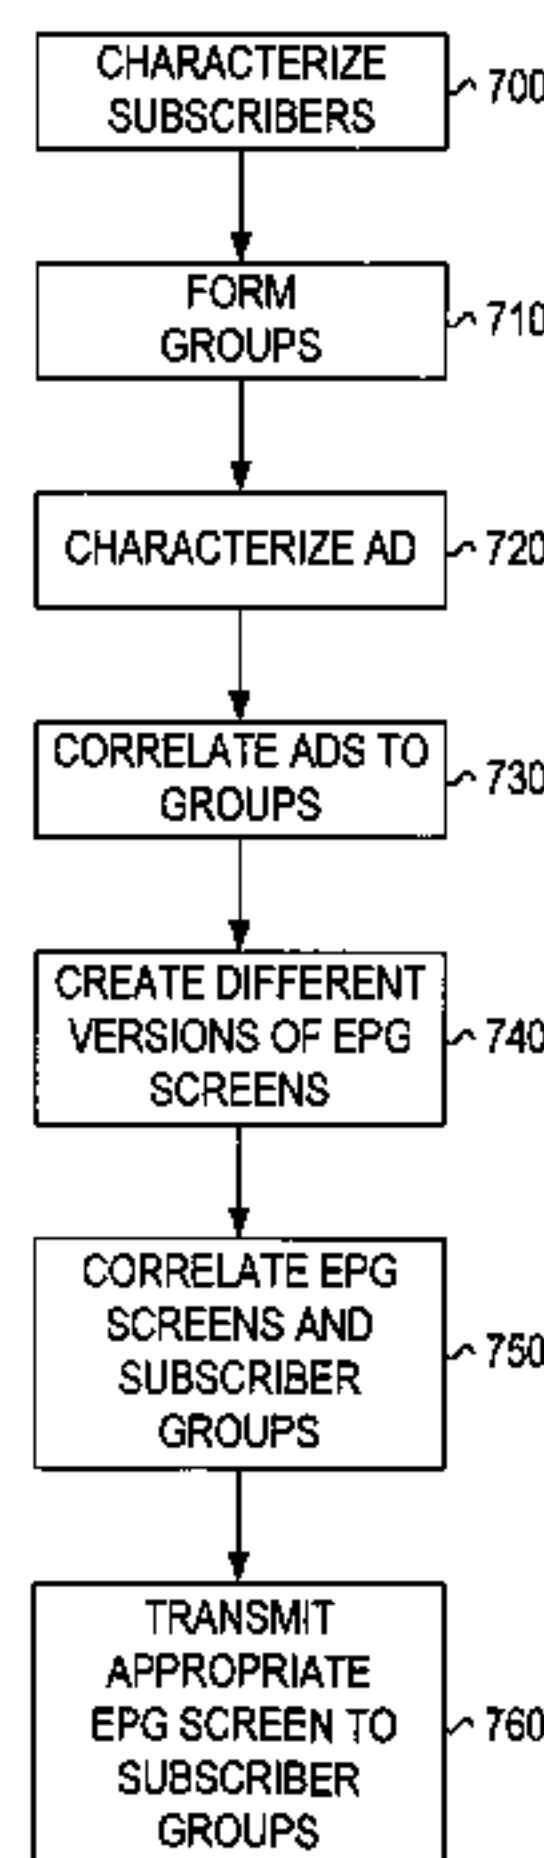 CHARACTERIZE
SUBSCRIBERS
700
FORM
GROUPS
710
CHARACTERIZE AD
720
CORRELATE ADS TO
GROUPS
730
CREATE DIFFERENT
VERSIONS OF EPG
SCREENS
740
CORRELATE EPG
SCREENS AND
SUBSCRIBER
GROUPS
750
TRANSMIT
APPROPRIATE
EPG SCREEN TO
SUBSCRIBER
GROUPS
760